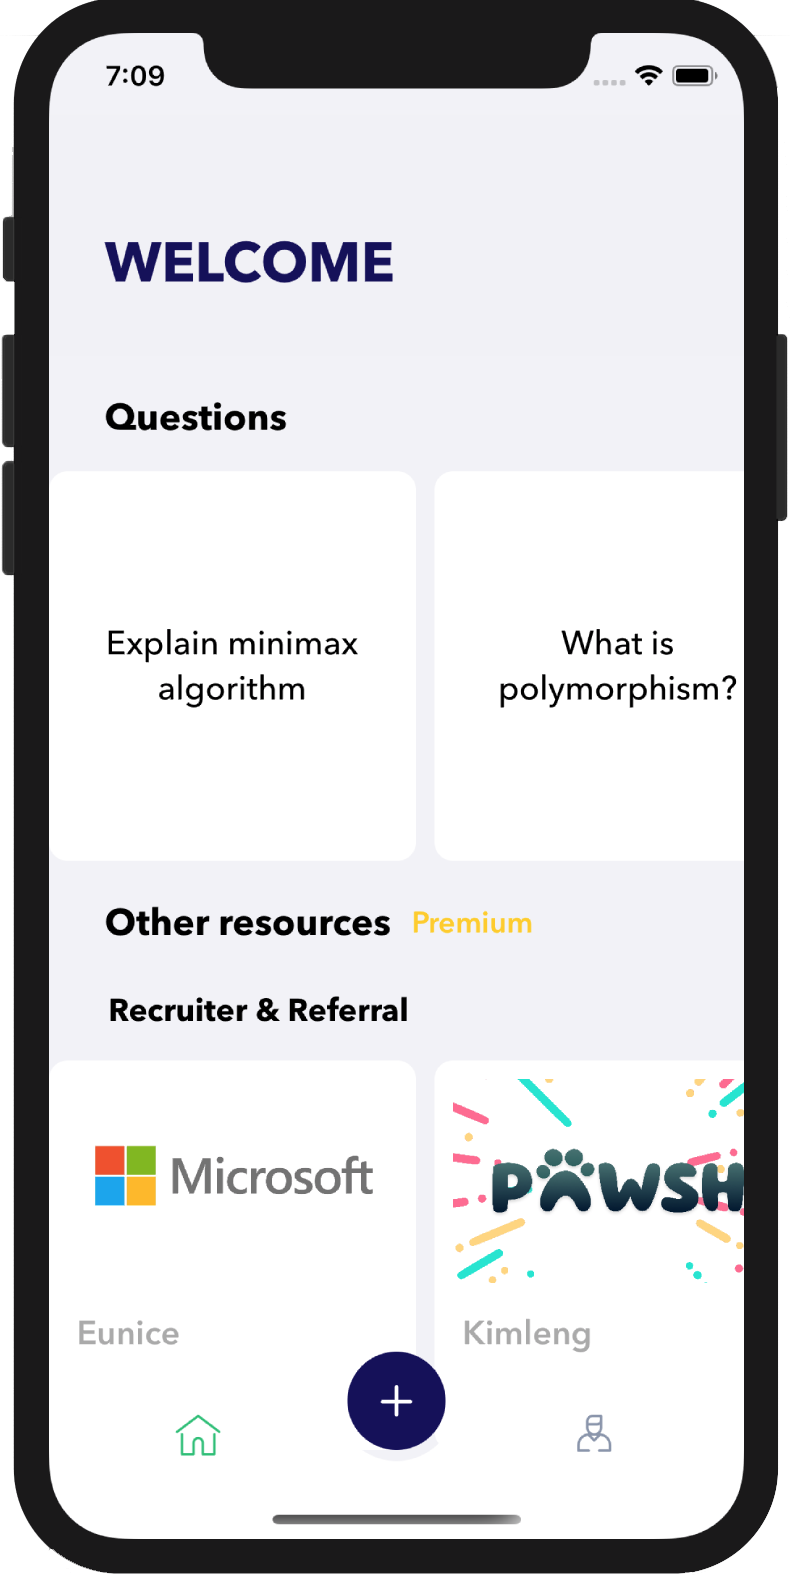 7:09
WELCOME
Questions
Explain minimax
algorithm
What is
polymorphism?
Other resources Premium
Recruiter & Referral
Microsoft
PAWSH
Eunice
Kimleng